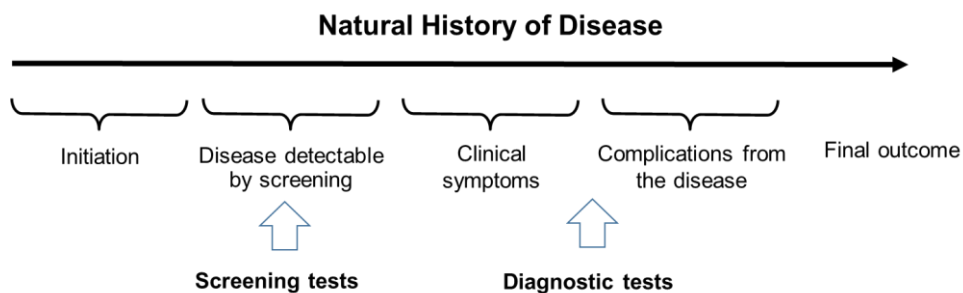 Natural History of Disease
Initiation
Disease detectable
by screening
Clinical
symptoms
Complications from
the disease
Final outcome
Screening tests
Diagnostic tests